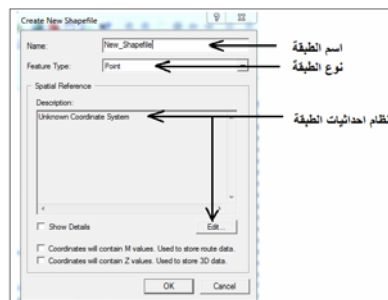 Create New Shapefile
Name:
New_Shapefile
اسم الطبقة
Feature Type:
Point
نوع الطبقة
Spatial Reference
Description:
Unknown Coordinate System
نظام احداثيات الطبقة
Show Details
Edit...
Coordinates will contain M values. Used to store route data.
Coordinates will contain Z values. Used to store 3D data.
OK
Cancel